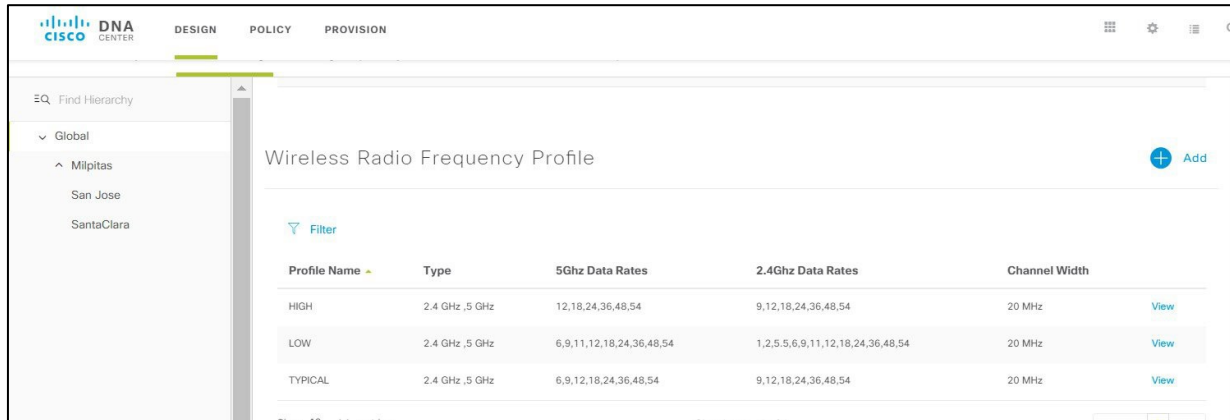 CISCO DNA CENTER DESIGN POLICY PROVISION
Find Hierarchy
Global
Milpitas
San Jose
SantaClara
Wireless Radio Frequency Profile
Add
Filter
Profile Name Type 5Ghz Data Rates 2.4Ghz Data Rates Channel Width
HIGH 2.4 GHz ,5 GHz 12,18,24,36,48,54 9,12,18,24,36,48,54 20 MHz View
LOW 2.4 GHz ,5 GHz 6,9,11,12,18,24,36,48,54 1,2,5.5,6,9,11,12,18,24,36,48,54 20 MHz View
TYPICAL 2.4 GHz ,5 GHz 6,9,12,18,24,36,48,54 9,12,18,24,36,48,54 20 MHz View